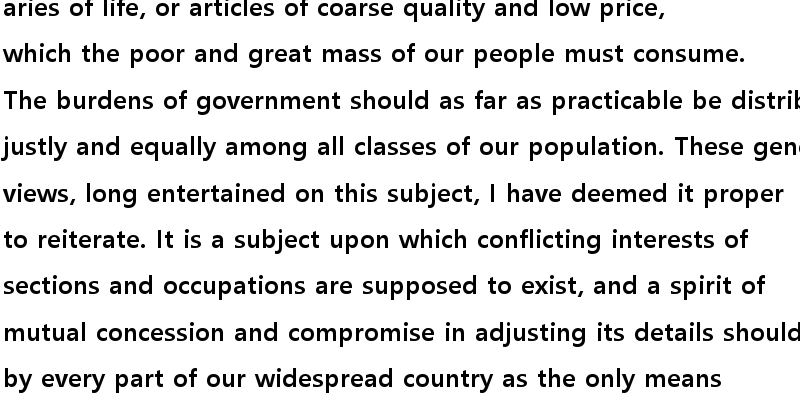 aries of life, or articles of coarse quality and low price,
which the poor and great mass of our people must consume.
The burdens of government should as far as practicable be distrib
justly and equally among all classes of our population. These gen
views, long entertained on this subject, I have deemed it proper
to reiterate. It is a subject upon which conflicting interests of
sections and occupations are supposed to exist, and a spirit of
mutual concession and compromise in adjusting its details should
by every part of our widespread country as the only means